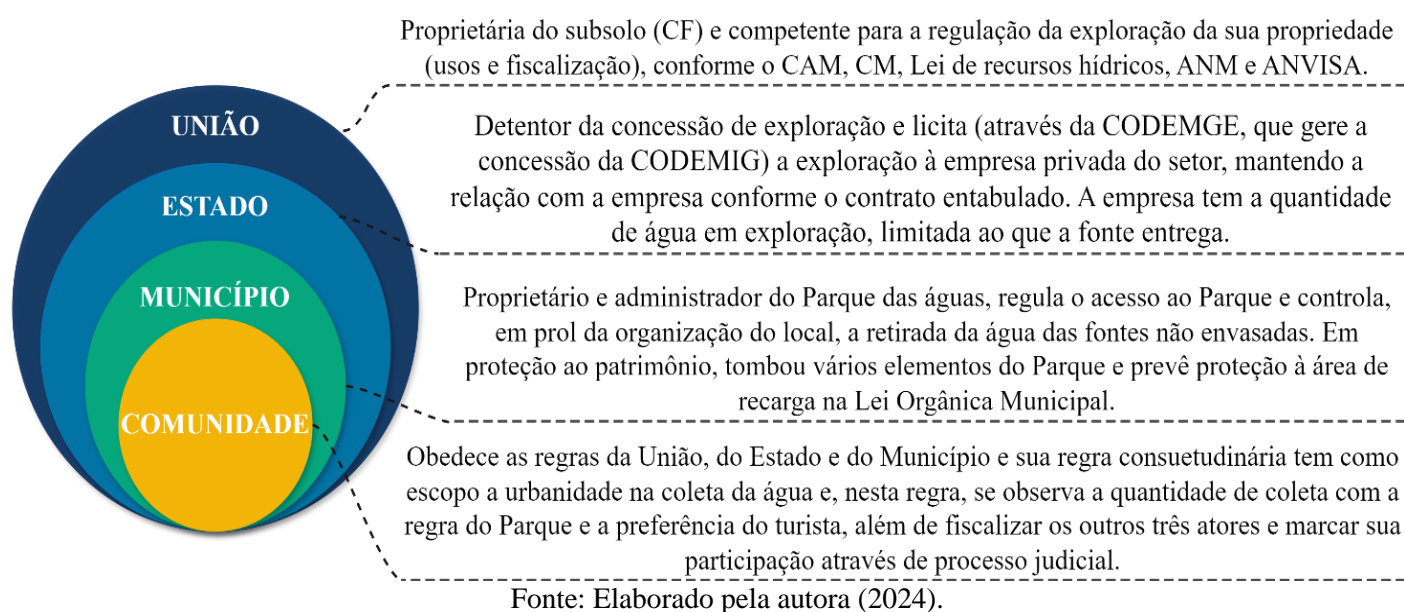 Proprietária do subsolo (CF) e competente para a regulação da exploração da sua propriedade
(usos e fiscalização), conforme o CAM, CM, Lei de recursos hídricos, ANM e ANVISA.
UNIÃO
Detentor da concessão de exploração e licita (através da CODEMGE, que gere a
concessão da CODEMIG) a exploração à empresa privada do setor, mantendo a
relação com a empresa conforme o contrato entabulado. A empresa tem a quantidade
de água em exploração, limitada ao que a fonte entrega.
ESTADO
Proprietário e administrador do Parque das águas, regula o acesso ao Parque e controla,
em prol da organização do local, a retirada da água das fontes não envasadas. Em
proteção ao patrimônio, tombou vários elementos do Parque e prevê proteção à área de
recarga na Lei Orgânica Municipal.
MUNICÍPIO
COMUNIDADE
Obedece as regras da União, do Estado e do Município e sua regra consuetudinária tem como
escopo a urbanidade na coleta da água e, nesta regra, se observa a quantidade de coleta com a
regra do Parque e a preferência do turista, além de fiscalizar os outros três atores e marcar sua
participação através de processo judicial.
Fonte: Elaborado pela autora (2024).